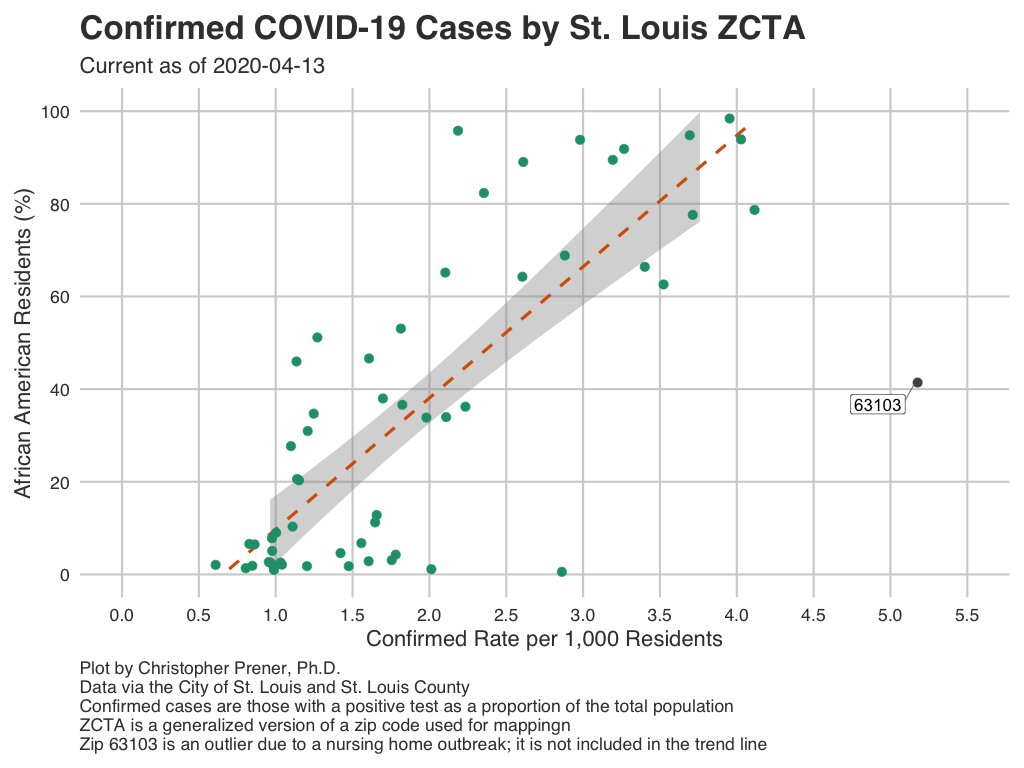 Confirmed COVID-19 Cases by St. Louis ZCTA
Current as of 2020-04-13
100
80
60
40
20
0
African American Residents (%)
63103
0.0 0.5 1.0 1.5 2.0 2.5 3.0 3.5 4.0 4.5 5.0 5.5
Confirmed Rate per 1,000 Residents
Plot by Christopher Prener, Ph.D.
Data via the City of St. Louis and St. Louis County
Confirmed cases are those with a positive test as a proportion of the total population
ZCTA is a generalized version of a zip code used for mappingn
Zip 63103 is an outlier due to a nursing home outbreak; it is not included in the trend line